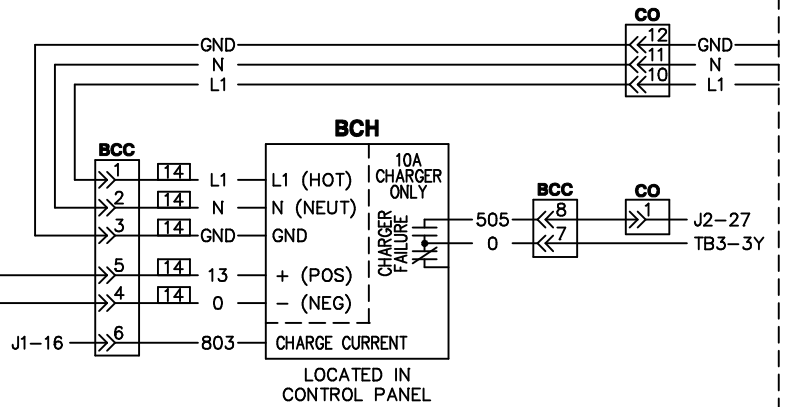 CO
GND 12 GND
N 11 N
L1 10 L1
BCH
BCC
1 14 L1 L1 (HOT)
2 14 N N (NEUT)
3 14 GND GND
5 14 13 + (POS)
4 14 0 - (NEG)
J1-16 6 803 CHARGE CURRENT
10A
CHARGER
ONLY
CHARGER
FAILURE
BCC CO
505 8 1 J2-27
0 7 TB3-3Y
LOCATED IN
CONTROL PANEL